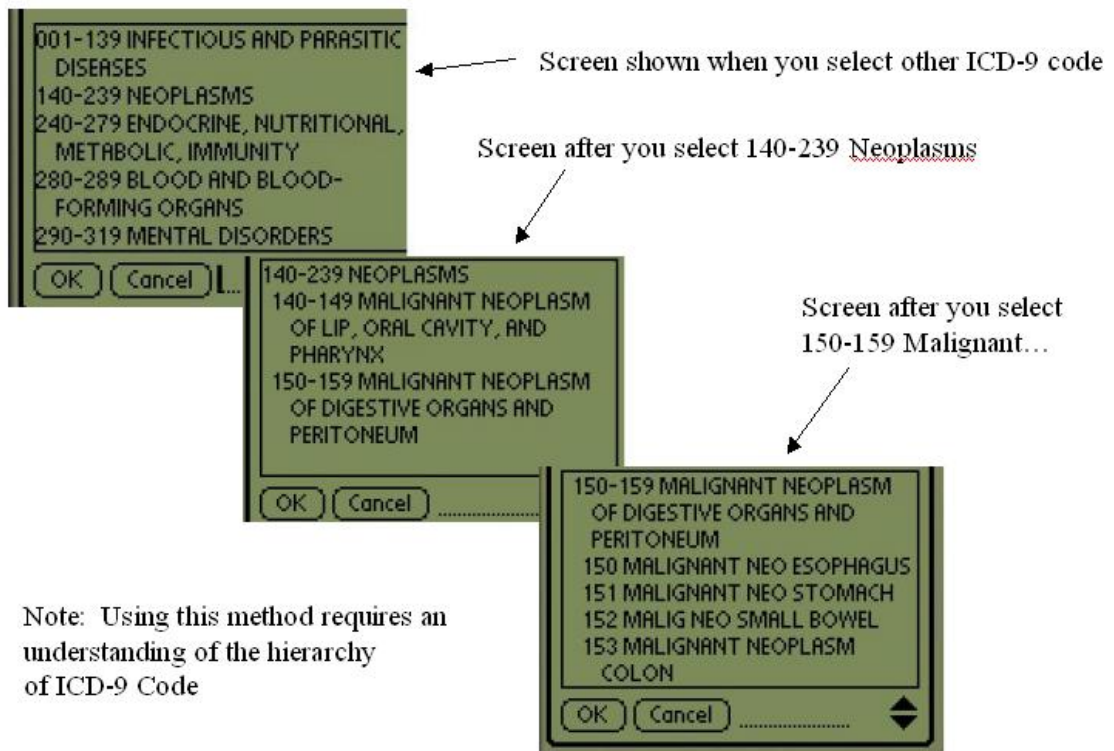 001-139 INFECTIOUS AND PARASITIC
DISEASES
140-239 NEOPLASMS
240-279 ENDOCRINE, NUTRITIONAL,
METABOLIC, IMMUNITY
280-289 BLOOD AND BLOOD-
FORMING ORGANS
290-319 MENTAL DISORDERS
OK Cancel
Screen shown when you select other ICD-9 code
Screen after you select 140-239 Neoplasms
140-239 NEOPLASMS
140-149 MALIGNANT NEOPLASM
OF LIP, ORAL CAVITY, AND
PHARYNX
150-159 MALIGNANT NEOPLASM
OF DIGESTIVE ORGANS AND
PERITONEUM
OK Cancel
Screen after you select
150-159 Malignant...
150-159 MALIGNANT NEOPLASM
OF DIGESTIVE ORGANS AND
PERITONEUM
150 MALIGNANT NEO ESOPHAGUS
151 MALIGNANT NEO STOMACH
152 MALIG NEO SMALL BOWEL
153 MALIGNANT NEOPLASM
COLON
OK Cancel
Note: Using this method requires an
understanding of the hierarchy
of ICD-9 Code